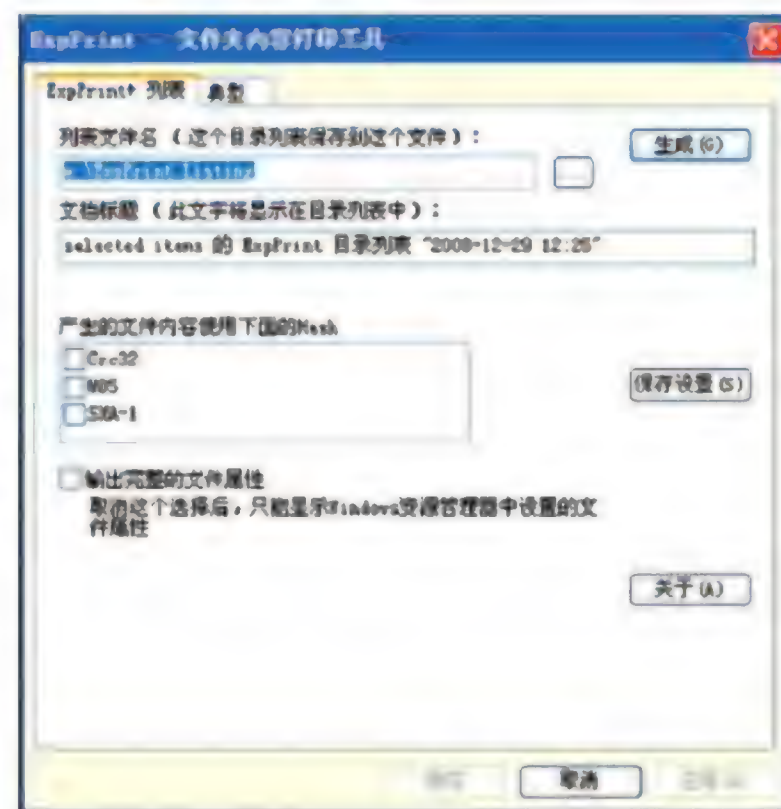 ExpPrint - 文件夹内容打印工具
ExpPrint+ 列表 典型
列表文件名 ( 这个目录列表保存到这个文件 ) :
生成(G)
ExpPrint Listing
文档标题 ( 此文字将显示在目录列表中 ) :
selected items 的 ExpPrint 目录列表 "2008-12-29 12:25"
产生的文件内容使用下面的Hash
Crc32
MD5
SHA-1
保存设置(S)
输出完整的文件属性
取消这个选择后,只能显示Windows资源管理器中设置的文
件属性
关于(A)
取消